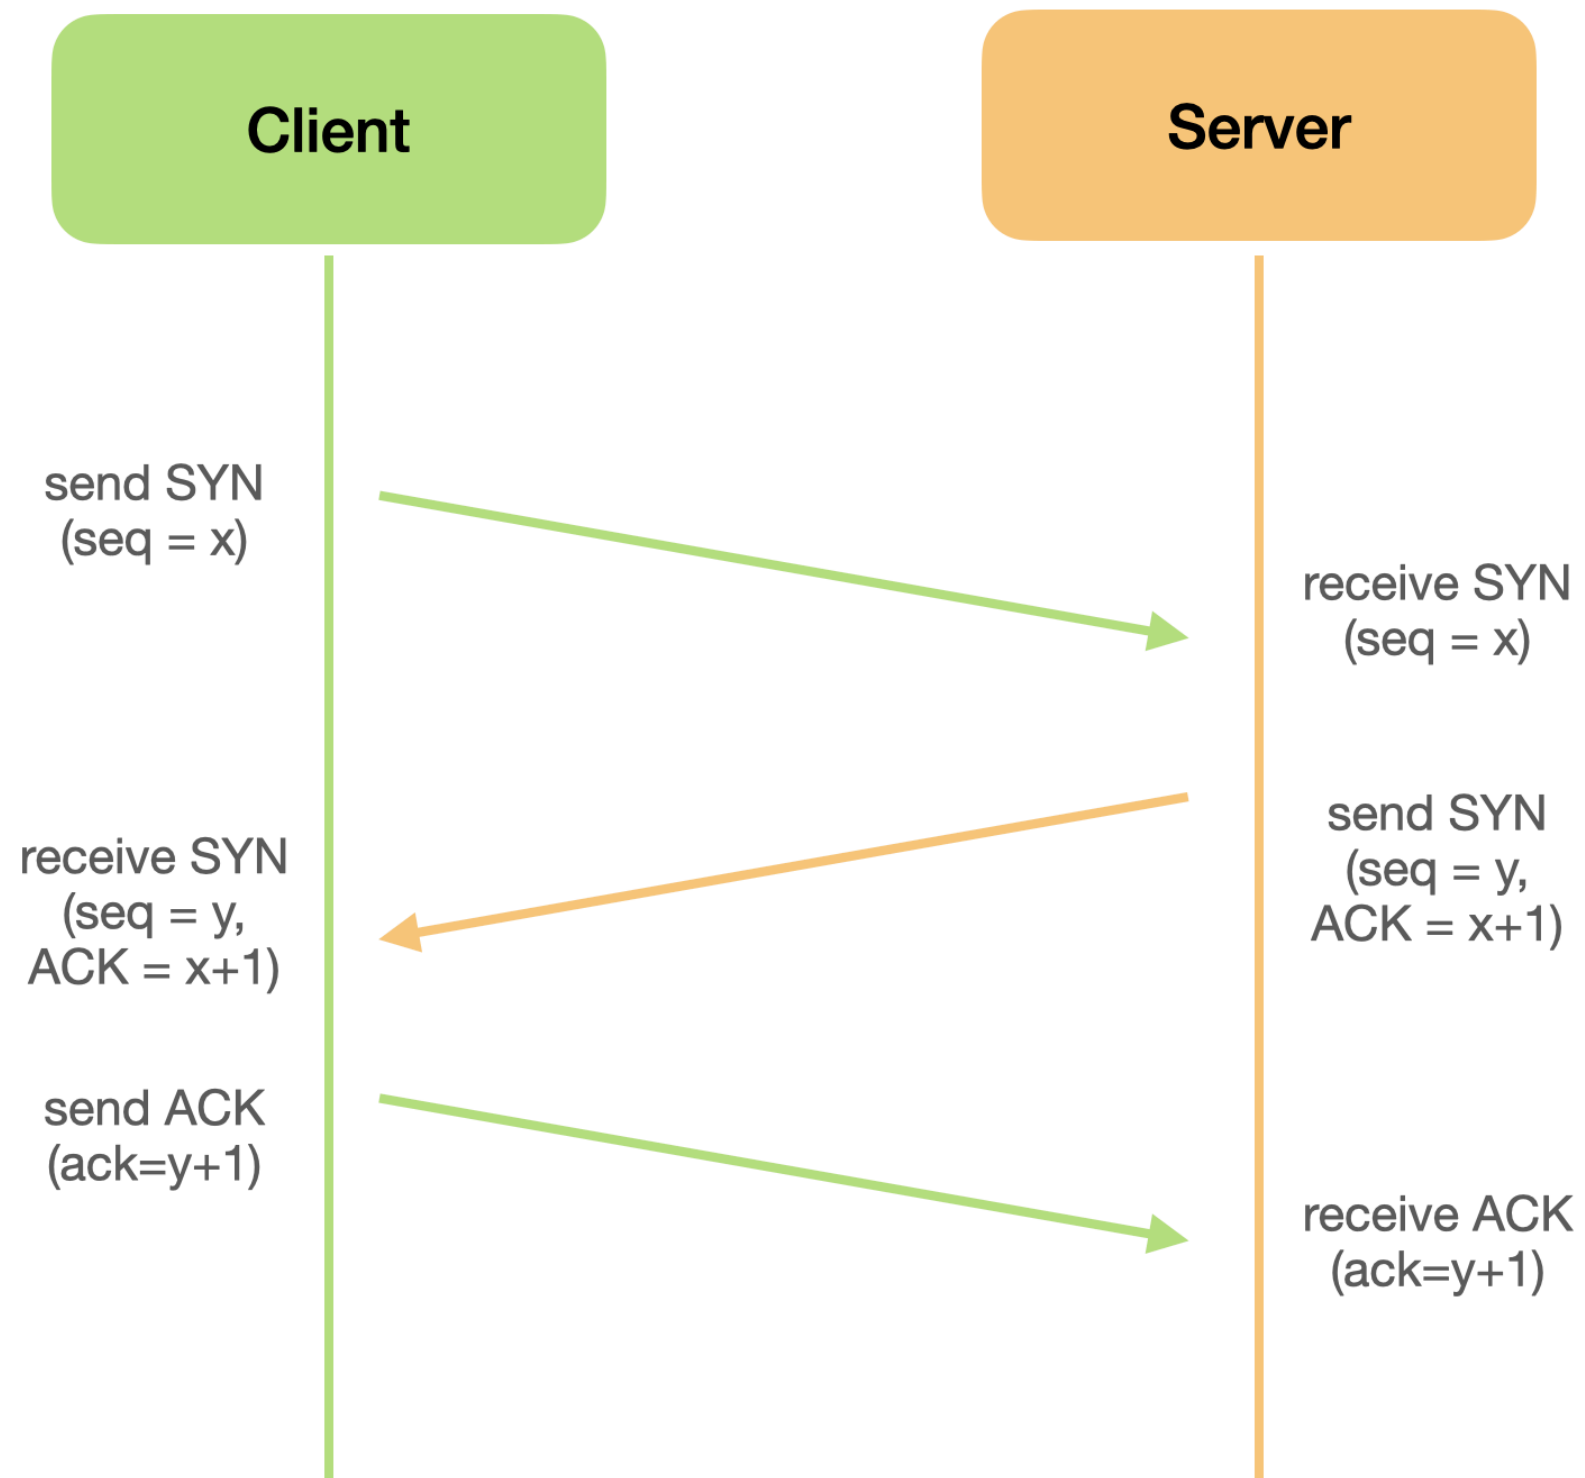 Client
Server
send SYN
(seq = x)
receive SYN
(seq = x)
send SYN
(seq = y,
ACK = x+1)
receive SYN
(seq = y,
ACK = x+1)
send ACK
(ack=y+1)
receive ACK
(ack=y+1)